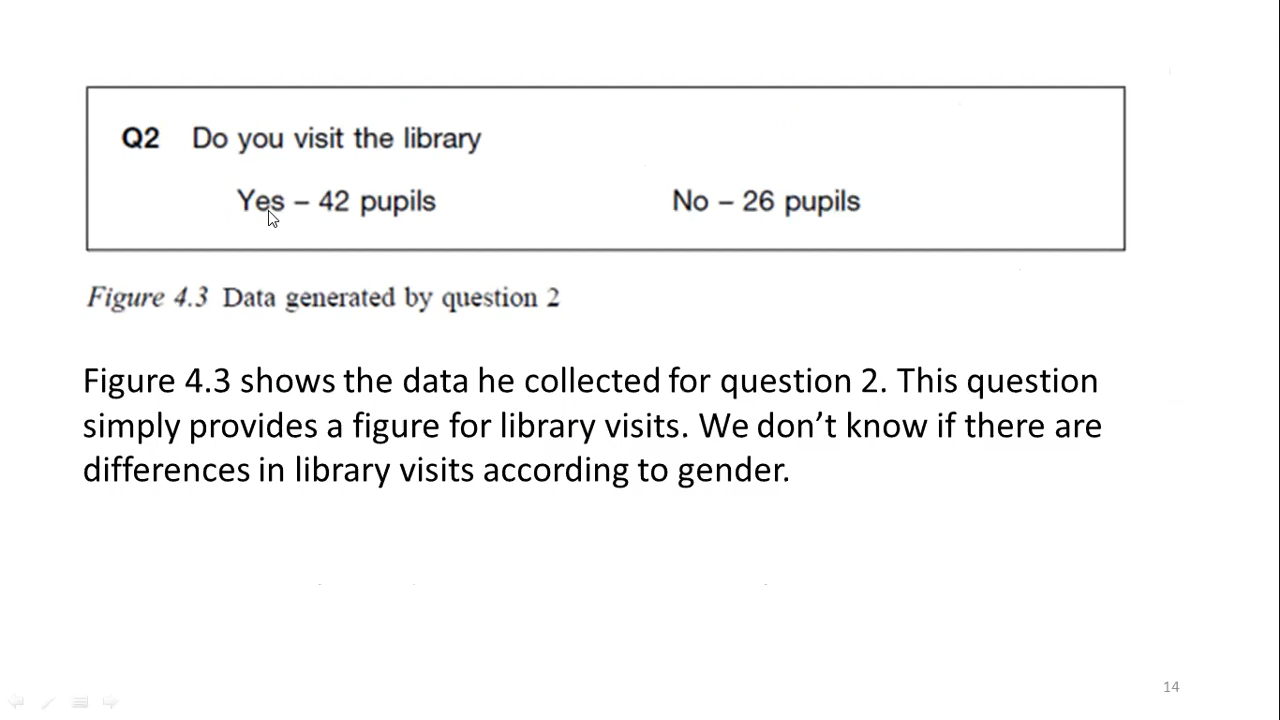 Q2 Do you visit the library
Yes – 42 pupils No – 26 pupils
Figure 4.3 Data generated by question 2
Figure 4.3 shows the data he collected for question 2. This question
simply provides a figure for library visits. We don’t know if there are
differences in library visits according to gender.
14